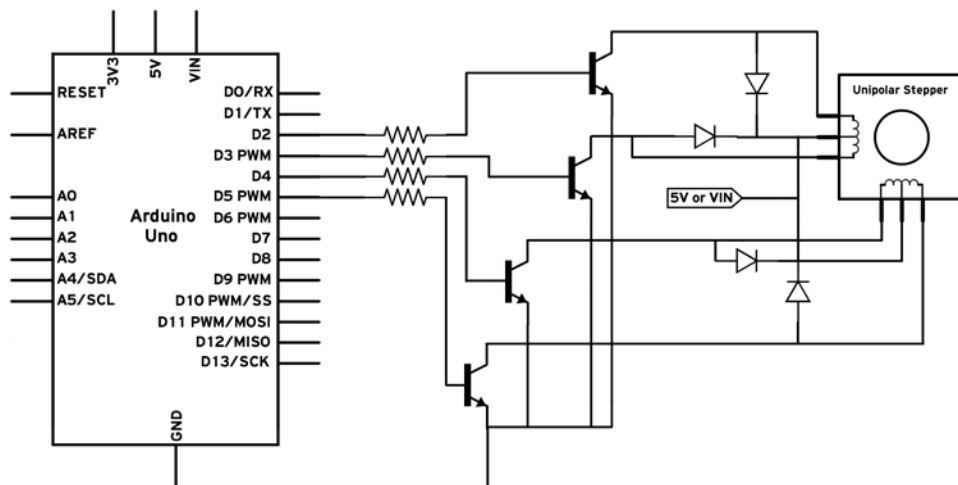 3V3
5V
VIN
RESET
AREF
A0
A1
A2
A3
A4/SDA
A5/SCL
Arduino
Uno
D0/RX
D1/TX
D2
D3 PWM
D4
D5 PWM
D6 PWM
D7
D8
D9 PWM
D10 PWM/SS
D11 PWM/MOSI
D12/MISO
D13/SCK
GND
5V or VIN
Unipolar Stepper